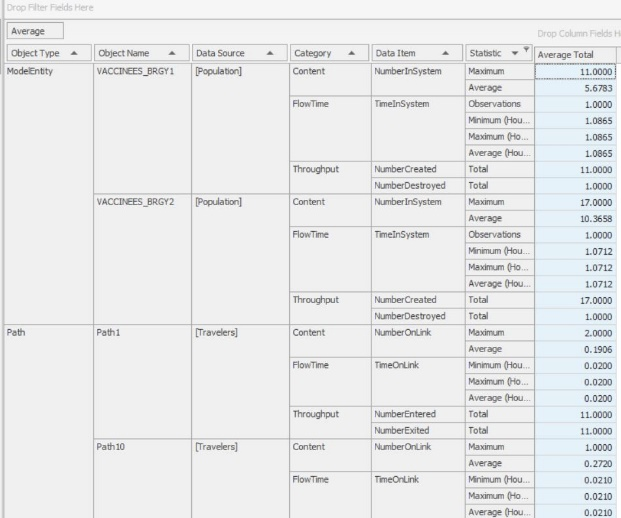 Drop Filter Fields Here
Average
Drop Column Fields H
Object Type Object Name Data Source Category Data Item Statistic Average Total
ModelEntity VACCINEES_BRGY1 [Population] Content NumberInSystem Maximum 11.0000
Average 5.6783
FlowTime TimeInSystem Observations 1.0000
Minimum (Hou... 1.0865
Maximum (Ho... 1.0865
Average (Hou... 1.0865
Throughput NumberCreated Total 11.0000
NumberDestroyed Total 1.0000
VACCINEES_BRGY2 [Population] Content NumberInSystem Maximum 17.0000
Average 10.3658
FlowTime TimeInSystem Observations 1.0000
Minimum (Hou... 1.0712
Maximum (Ho... 1.0712
Average (Hou... 1.0712
Throughput NumberCreated Total 17.0000
NumberDestroyed Total 1.0000
Path Path1 [Travelers] Content NumberOnLink Maximum 2.0000
Average 0.1906
FlowTime TimeOnLink Minimum (Hou... 0.0200
Maximum (Ho... 0.0200
Average (Hou... 0.0200
Throughput NumberEntered Total 11.0000
NumberExited Total 11.0000
Path10 [Travelers] Content NumberOnLink Maximum 1.0000
Average 0.2720
FlowTime TimeOnLink Minimum (Hou... 0.0210
Maximum (Ho... 0.0210
Average (Hou... 0.0210